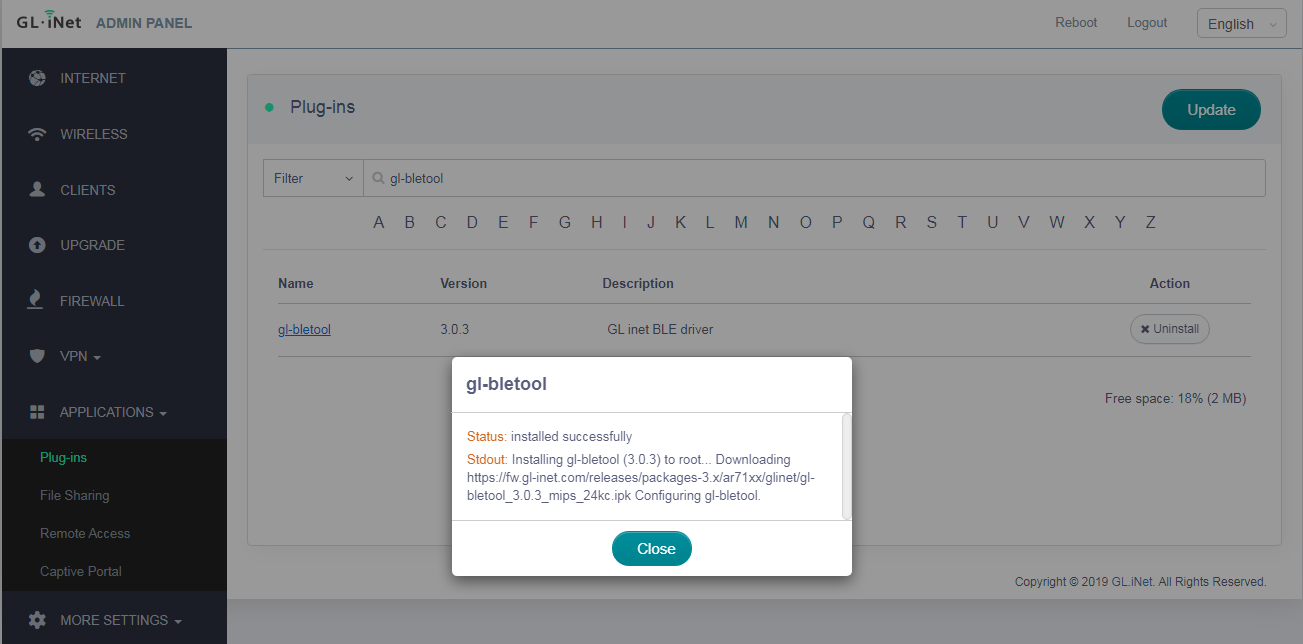 GL·iNet ADMIN PANEL
Reboot
Logout
English
INTERNET
WIRELESS
CLIENTS
UPGRADE
FIREWALL
VPN
APPLICATIONS
Plug-ins
File Sharing
Remote Access
Captive Portal
MORE SETTINGS
Plug-ins
Update
Filter
gl-bletool
A B C D E F G H I J K L M N O P Q R S T U V W X Y Z
Name Version Description Action
gl-bletool 3.0.3 GL inet BLE driver Uninstall
Free space: 18% (2 MB)
gl-bletool
Status: installed successfully
Stdout: Installing gl-bletool (3.0.3) to root... Downloading
https://fw.gl-inet.com/releases/packages-3.x/ar71xx/glinet/gl-
bletool_3.0.3_mips_24kc.ipk Configuring gl-bletool.
Close
Copyright © 2019 GL.iNet. All Rights Reserved.